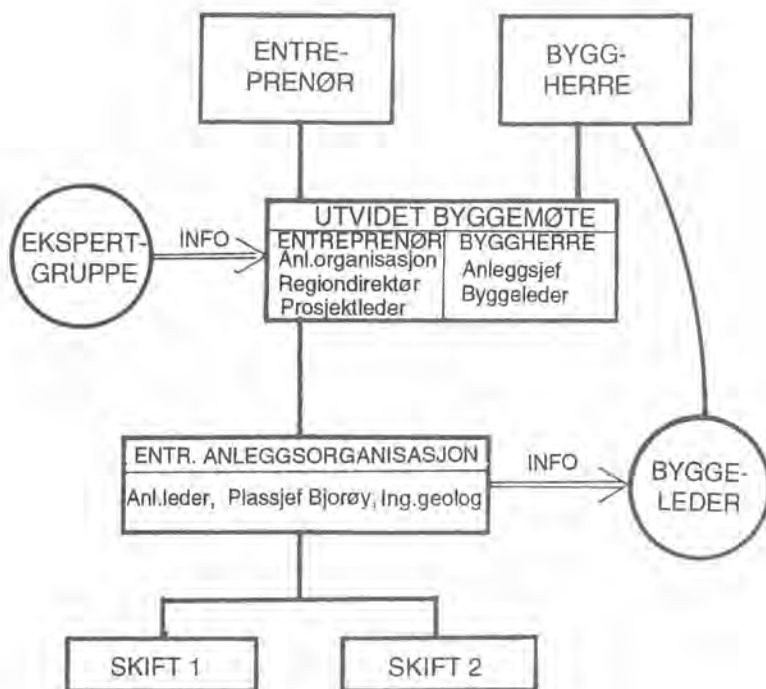 ENTRE-
PRENØR
BYGG-
HERRE
UTVIDET BYGGEMØTE
ENTREPRENØR
Anl.organisasjon
Regiondirektør
Prosjektleder
BYGGHERRE
Anleggsjef
Byggeleder
EKSPERT-
GRUPPE
INFO
ENTR. ANLEGGSORGANISASJON
Anl.leder, Plassjef Bjorøy, Ing.geolog
INFO
BYGGE-
LEDER
SKIFT 1
SKIFT 2